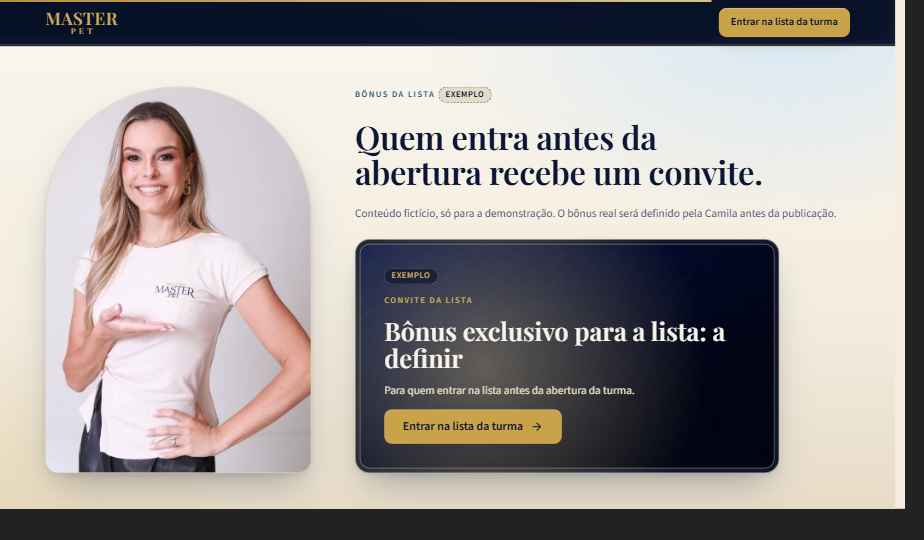 MASTER
PET
Entrar na lista da turma
BÔNUS DA LISTA EXEMPLO
Quem entra antes da
abertura recebe um convite.
Conteúdo fictício, só para a demonstração. O bônus real será definido pela Camila antes da publicação.
MASTER
PET
EXEMPLO
CONVITE DA LISTA
Bônus exclusivo para a lista: a
definir
Para quem entrar na lista antes da abertura da turma.
Entrar na lista da turma →